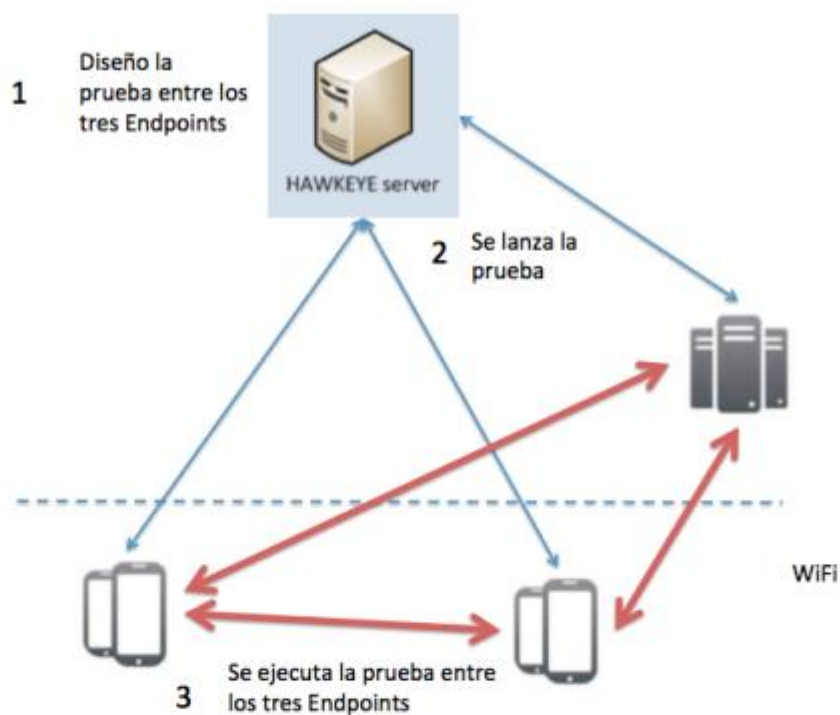 1
Diseño la
prueba entre los
tres Endpoints
HAWKEYE server
2
Se lanza la
prueba
WiFi
3
Se ejecuta la prueba entre
los tres Endpoints